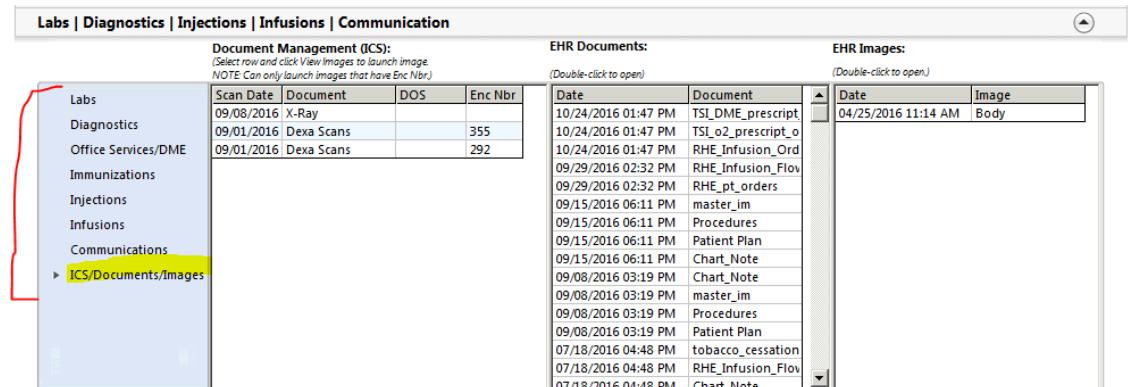 Labs | Diagnostics | Injections | Infusions | Communication
Document Management (ICS):
(Select row and click View Images to launch image.
NOTE: Can only launch images that have Enc Nbr.)
EHR Documents:
(Double-click to open)
EHR Images:
(Double-click to open.)
Labs
Diagnostics
Office Services/DME
Immunizations
Injections
Infusions
Communications
ICS/Documents/Images
Scan Date Document DOS Enc Nbr
09/08/2016 X-Ray
09/01/2016 Dexa Scans 355
09/01/2016 Dexa Scans 292
Date Document
10/24/2016 01:47 PM TSI_DME_prescript
10/24/2016 01:47 PM TSI_o2_prescript_o
10/24/2016 01:47 PM RHE_Infusion_Ord
09/29/2016 02:32 PM RHE_Infusion_Flov
09/29/2016 02:32 PM RHE_pt_orders
09/15/2016 06:11 PM master_im
09/15/2016 06:11 PM Procedures
09/15/2016 06:11 PM Patient Plan
09/15/2016 06:11 PM Chart_Note
09/08/2016 03:19 PM Chart_Note
09/08/2016 03:19 PM master_im
09/08/2016 03:19 PM Procedures
09/08/2016 03:19 PM Patient Plan
07/18/2016 04:48 PM tobacco_cessation
07/18/2016 04:48 PM RHE_Infusion_Flov
07/18/2016 04:48 PM Chart_Note
Date Image
04/25/2016 11:14 AM Body